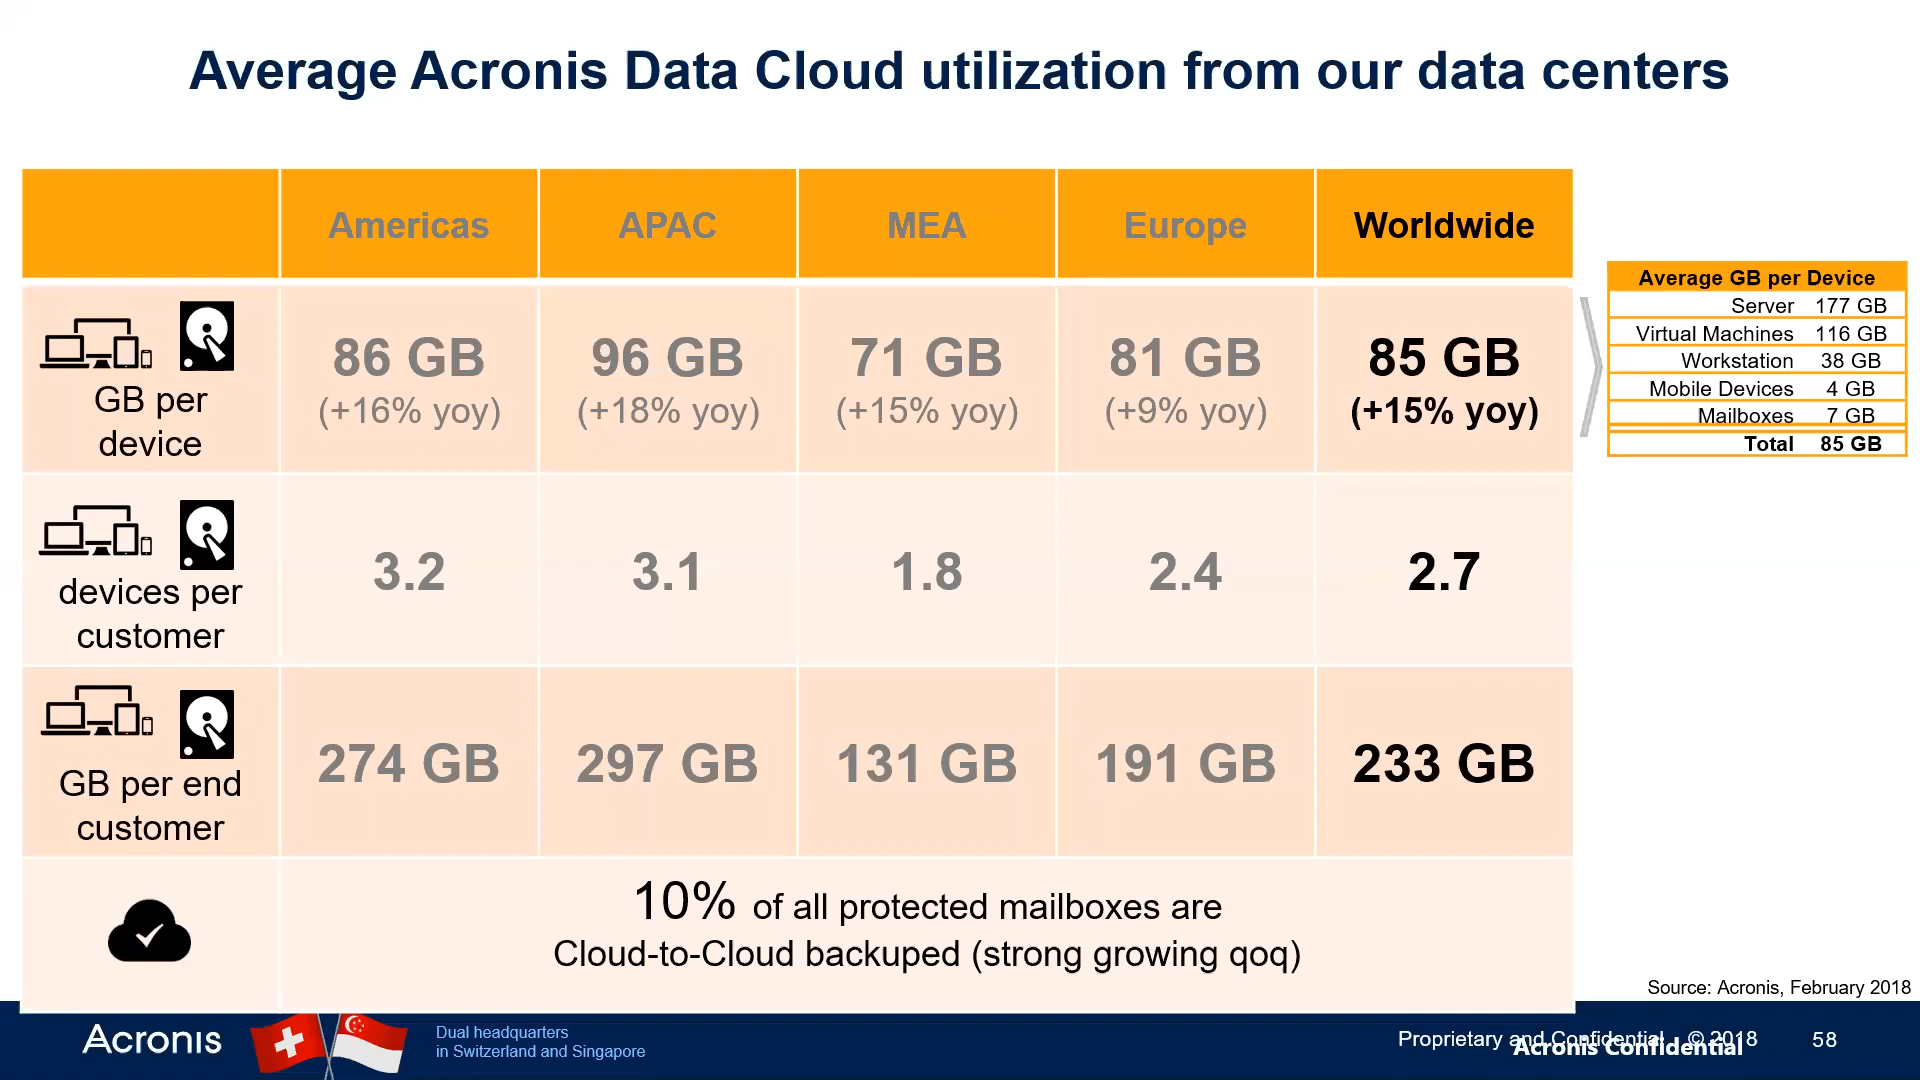 Average Acronis Data Cloud utilization from our data centers
Americas APAC MEA Europe Worldwide
GB per
device
86 GB 96 GB 71 GB 81 GB 85 GB
(+16% yoy) (+18% yoy) (+15% yoy) (+9% yoy) (+15% yoy)
Average GB per Device
Server 177 GB
Virtual Machines 116 GB
Workstation 38 GB
Mobile Devices 4 GB
Mailboxes 7 GB
Total 85 GB
devices per
customer
3.2 3.1 1.8 2.4 2.7
GB per end
customer
274 GB 297 GB 131 GB 191 GB 233 GB
10% of all protected mailboxes are
Cloud-to-Cloud backuped (strong growing qoq)
Source: Acronis, February 2018
Acronis
Dual headquarters
in Switzerland and Singapore
Proprietary and Confidential © 2018 58
Acronis Confidential